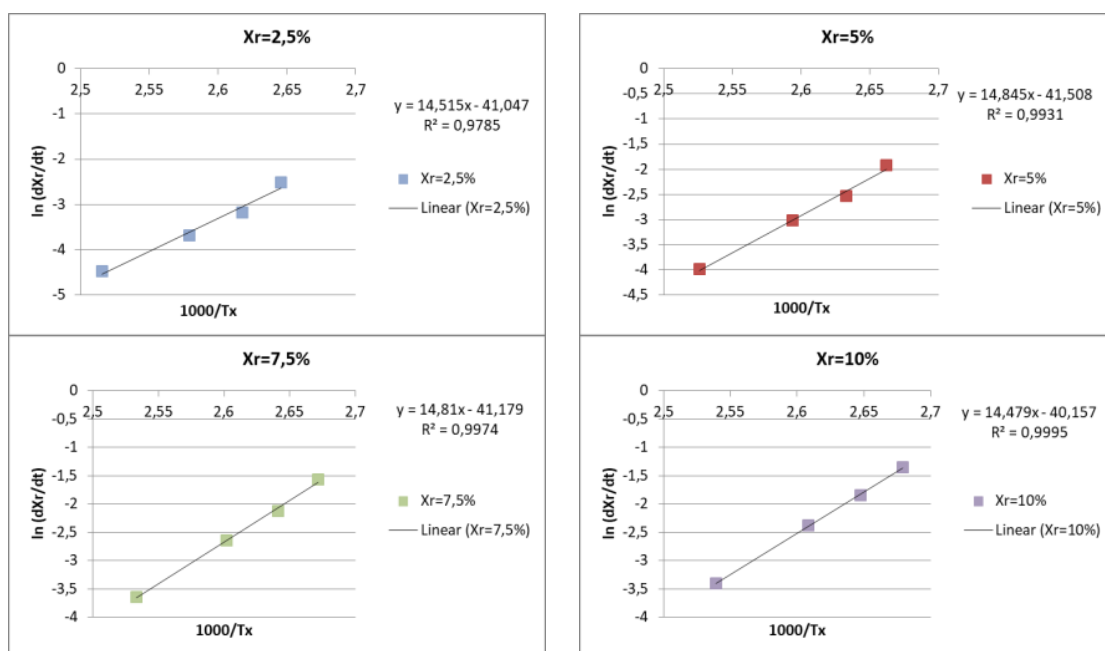 Xr=2,5%
0
2,5 2,55 2,6 2,65 2,7
-1
-2
-3
-4
-5
ln (dXr/dt)
1000/Tx
y = 14,515x - 41,047
R² = 0,9785
Xr=2,5%
Linear (Xr=2,5%)
Xr=5%
0
2,5 2,55 2,6 2,65 2,7
-0,5
-1
-1,5
-2
-2,5
-3
-3,5
-4
-4,5
ln (dXr/dt)
1000/Tx
y = 14,845x - 41,508
R² = 0,9931
Xr=5%
Linear (Xr=5%)
Xr=7,5%
0
2,5 2,55 2,6 2,65 2,7
-0,5
-1
-1,5
-2
-2,5
-3
-3,5
-4
ln (dXr/dt)
1000/Tx
y = 14,81x - 41,179
R² = 0,9974
Xr=7,5%
Linear (Xr=7,5%)
Xr=10%
0
2,5 2,55 2,6 2,65 2,7
-0,5
-1
-1,5
-2
-2,5
-3
-3,5
-4
ln (dXr/dt)
1000/Tx
y = 14,479x - 40,157
R² = 0,9995
Xr=10%
Linear (Xr=10%)